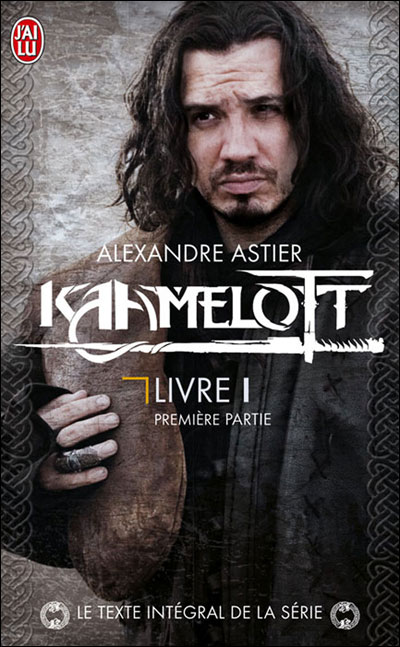 J'AI
LU
ALEXANDRE ASTIER
KAAMELOTT
LIVRE I
PREMIÈRE PARTIE
LE TEXTE INTÉGRAL DE LA SÉRIE